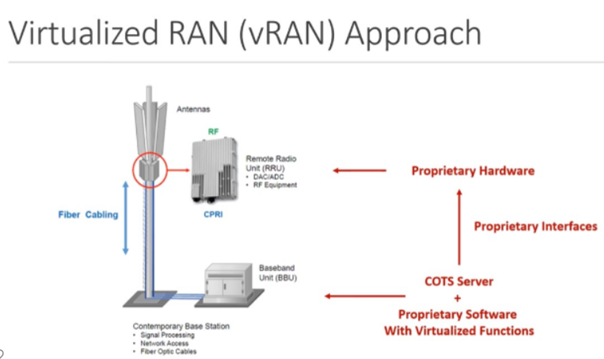 Virtualized RAN (vRAN) Approach
Antennas
RF
Remote Radio
Unit (RRU)
• DAC/ADC
• RF Equipment
CPRI
Fiber Cabling
Baseband
Unit (BBU)
Contemporary Base Station
• Signal Processing
• Network Access
• Fiber Optic Cables
Proprietary Hardware
Proprietary Interfaces
COTS Server
+
Proprietary Software
With Virtualized Functions